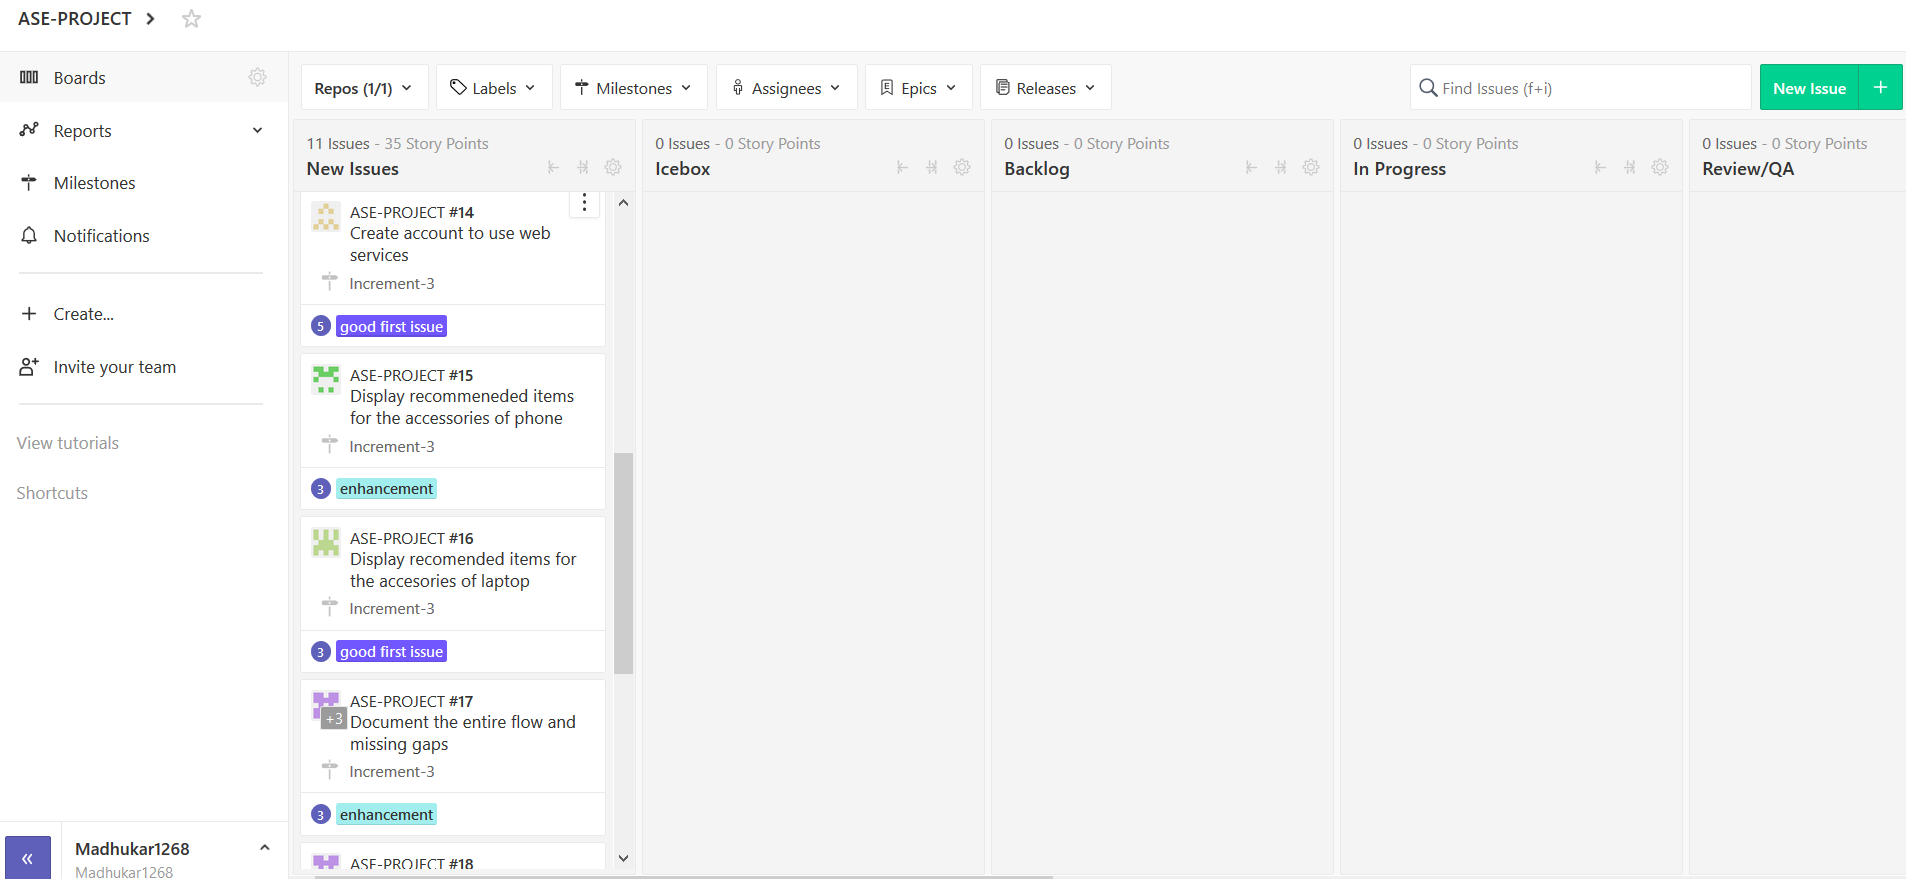 ASE-PROJECT
Boards
Reports
Milestones
Notifications
Create...
Invite your team
View tutorials
Shortcuts
Madhukar1268
Madhukar1268
Repos (1/1)
Labels
Milestones
Assignees
Epics
Releases
Find Issues (f+i)
New Issue
11 Issues - 35 Story Points
New Issues
ASE-PROJECT #14
Create account to use web
services
Increment-3
5 good first issue
ASE-PROJECT #15
Display recommeneded items
for the accessories of phone
Increment-3
3 enhancement
ASE-PROJECT #16
Display recomended items for
the accesories of laptop
Increment-3
3 good first issue
ASE-PROJECT #17
+3
Document the entire flow and
missing gaps
Increment-3
3 enhancement
ASE-PROJECT #18
0 Issues - 0 Story Points
Icebox
0 Issues - 0 Story Points
Backlog
0 Issues - 0 Story Points
In Progress
0 Issues - 0 Story Points
Review/QA